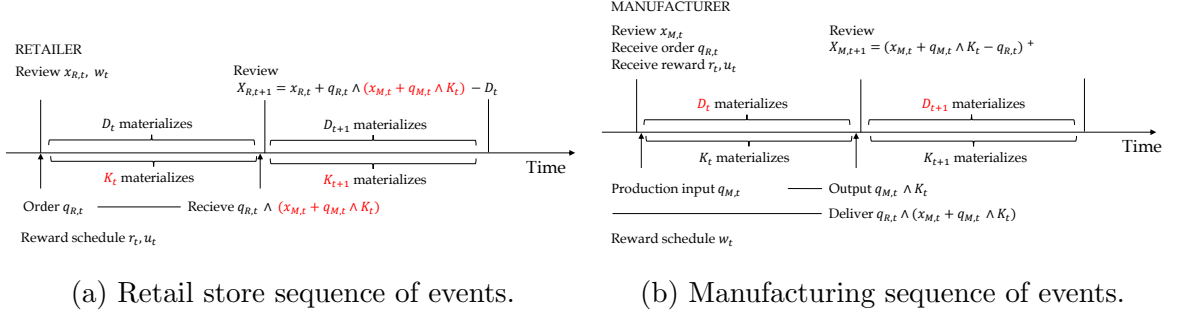 RETAILER
Review x_{R,t}, w_t
Review
X_{R,t+1} = x_{R,t} + q_{R,t} ∧ (x_{M,t} + q_{M,t} ∧ K_t) − D_t
D_t materializes
D_{t+1} materializes
Time
K_t materializes
K_{t+1} materializes
Order q_{R,t}
Recieve q_{R,t} ∧ (x_{M,t} + q_{M,t} ∧ K_t)
Reward schedule r_t, u_t
(a) Retail store sequence of events.
MANUFACTURER
Review x_{M,t}
Receive order q_{R,t}
Receive reward r_t, u_t
Review
X_{M,t+1} = (x_{M,t} + q_{M,t} ∧ K_t − q_{R,t})^+
D_t materializes
D_{t+1} materializes
Time
K_t materializes
K_{t+1} materializes
Production input q_{M,t}
Output q_{M,t} ∧ K_t
Deliver q_{R,t} ∧ (x_{M,t} + q_{M,t} ∧ K_t)
Reward schedule w_t
(b) Manufacturing sequence of events.